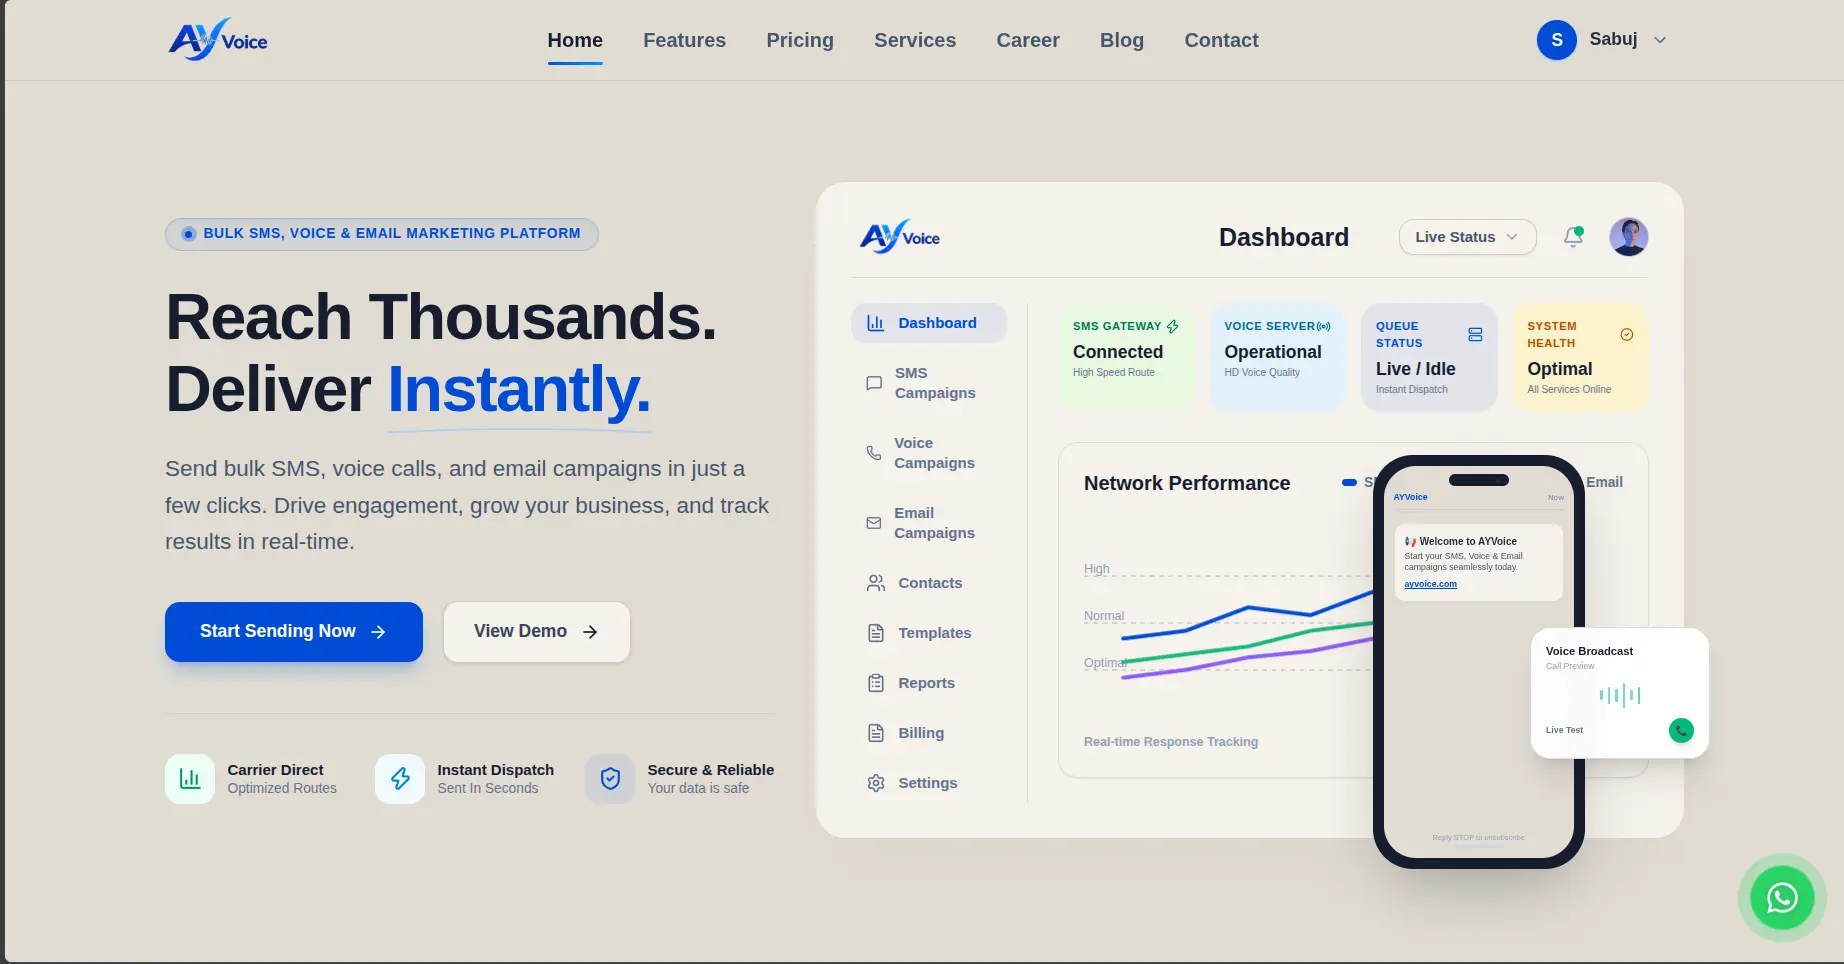 AY Voice
Home
Features
Pricing
Services
Career
Blog
Contact
S
Sabuj
BULK SMS, VOICE & EMAIL MARKETING PLATFORM
Reach Thousands.
Deliver Instantly.
Send bulk SMS, voice calls, and email campaigns in just a
few clicks. Drive engagement, grow your business, and track
results in real-time.
Start Sending Now
View Demo
Carrier Direct
Optimized Routes
Instant Dispatch
Sent In Seconds
Secure & Reliable
Your data is safe
AY Voice
Dashboard
Live Status
Dashboard
SMS
Campaigns
Voice
Campaigns
Email
Campaigns
Contacts
Templates
Reports
Billing
Settings
SMS GATEWAY
Connected
High Speed Route
VOICE SERVER
Operational
HD Voice Quality
QUEUE
STATUS
Live / Idle
Instant Dispatch
SYSTEM
HEALTH
Optimal
All Services Online
Network Performance
Email
High
Normal
Optimal
Real-time Response Tracking
AYVoice
Now
Welcome to AYVoice
Start your SMS, Voice & Email
campaigns seamlessly today.
ayvoice.com
Reply STOP to unsubscribe
Voice Broadcast
Call Preview
Live Test